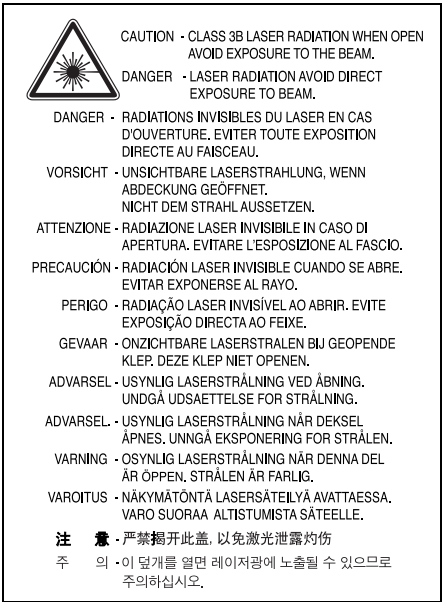 CAUTION - CLASS 3B LASER RADIATION WHEN OPEN
AVOID EXPOSURE TO THE BEAM.
DANGER - LASER RADIATION AVOID DIRECT
EXPOSURE TO BEAM.
DANGER - RADIATIONS INVISIBLES DU LASER EN CAS
D'OUVERTURE. EVITER TOUTE EXPOSITION
DIRECTE AU FAISCEAU.
VORSICHT - UNSICHTBARE LASERSTRAHLUNG, WENN
ABDECKUNG GEÖFFNET.
NICHT DEM STRAHL AUSSETZEN.
ATTENZIONE - RADIAZIONE LASER INVISIBILE IN CASO DI
APERTURA. EVITARE L'ESPOSIZIONE AL FASCIO.
PRECAUCIÓN - RADIACIÓN LASER INVISIBLE CUANDO SE ABRE.
EVITAR EXPONERSE AL RAYO.
PERIGO - RADIAÇÃO LASER INVISÍVEL AO ABRIR. EVITE
EXPOSIÇÃO DIRECTA AO FEIXE.
GEVAAR - ONZICHTBARE LASERSTRALEN BIJ GEOPENDE
KLEP. DEZE KLEP NIET OPENEN.
ADVARSEL - USYNLIG LASERSTRÅLNING VED ÅBNING.
UNDGÅ UDSAETTELSE FOR STRÅLNING.
ADVARSEL. - USYNLIG LASERSTRÅLNING NÅR DEKSEL
ÅPNES. UNNGÅ EKSPONERING FOR STRÅLEN.
VARNING - OSYNLIG LASERSTRÅLNING NÄR DENNA DEL
ÄR ÖPPEN. STRÅLEN ÄR FARLIG.
VAROITUS - NÄKYMÄTÖNTÄ LASERSÄTEILYÄ AVATTAESSA.
VARO SUORAA ALTISTUMISTA SÄTEELLE.
注 意 - 严禁揭开此盖, 以免激光泄露灼伤
주 의 - 이 덮개를 열면 레이저광에 노출될 수 있으므로
주의하십시오.